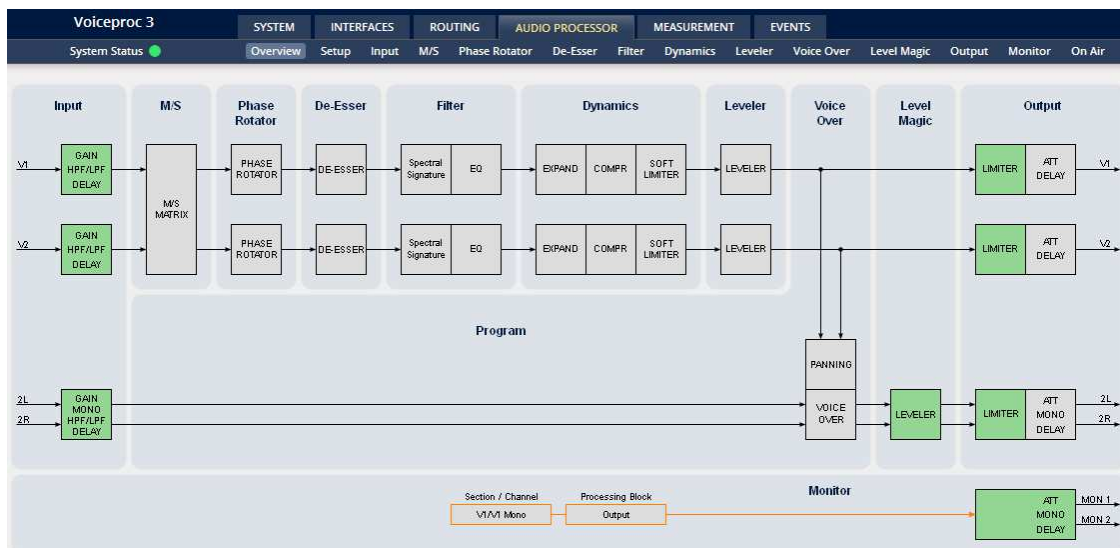 Voiceproc 3
SYSTEM INTERFACES ROUTING AUDIO PROCESSOR MEASUREMENT EVENTS
System Status Overview Setup Input M/S Phase Rotator De-Esser Filter Dynamics Leveler Voice Over Level Magic Output Monitor On Air
Input
M/S
Phase
Rotator
De-Esser
Filter
Dynamics
Leveler
Voice
Over
Level
Magic
Output
V1
GAIN
HPF/LPF
DELAY
M/S
MATRIX
PHASE
ROTATOR
DE-ESSER
Spectral
Signature
EQ
EXPAND
COMPR
SOFT
LIMITER
LEVELER
LIMITER
ATT
DELAY
V1
V2
GAIN
HPF/LPF
DELAY
PHASE
ROTATOR
DE-ESSER
Spectral
Signature
EQ
EXPAND
COMPR
SOFT
LIMITER
LEVELER
LIMITER
ATT
DELAY
V2
Program
PANNING
2L
2R
GAIN
MONO
HPF/LPF
DELAY
VOICE
OVER
LEVELER
LIMITER
ATT
MONO
DELAY
2L
2R
Monitor
Section / Channel
V1/V1 Mono
Processing Block
Output
ATT
MONO
DELAY
MON 1
MON 2